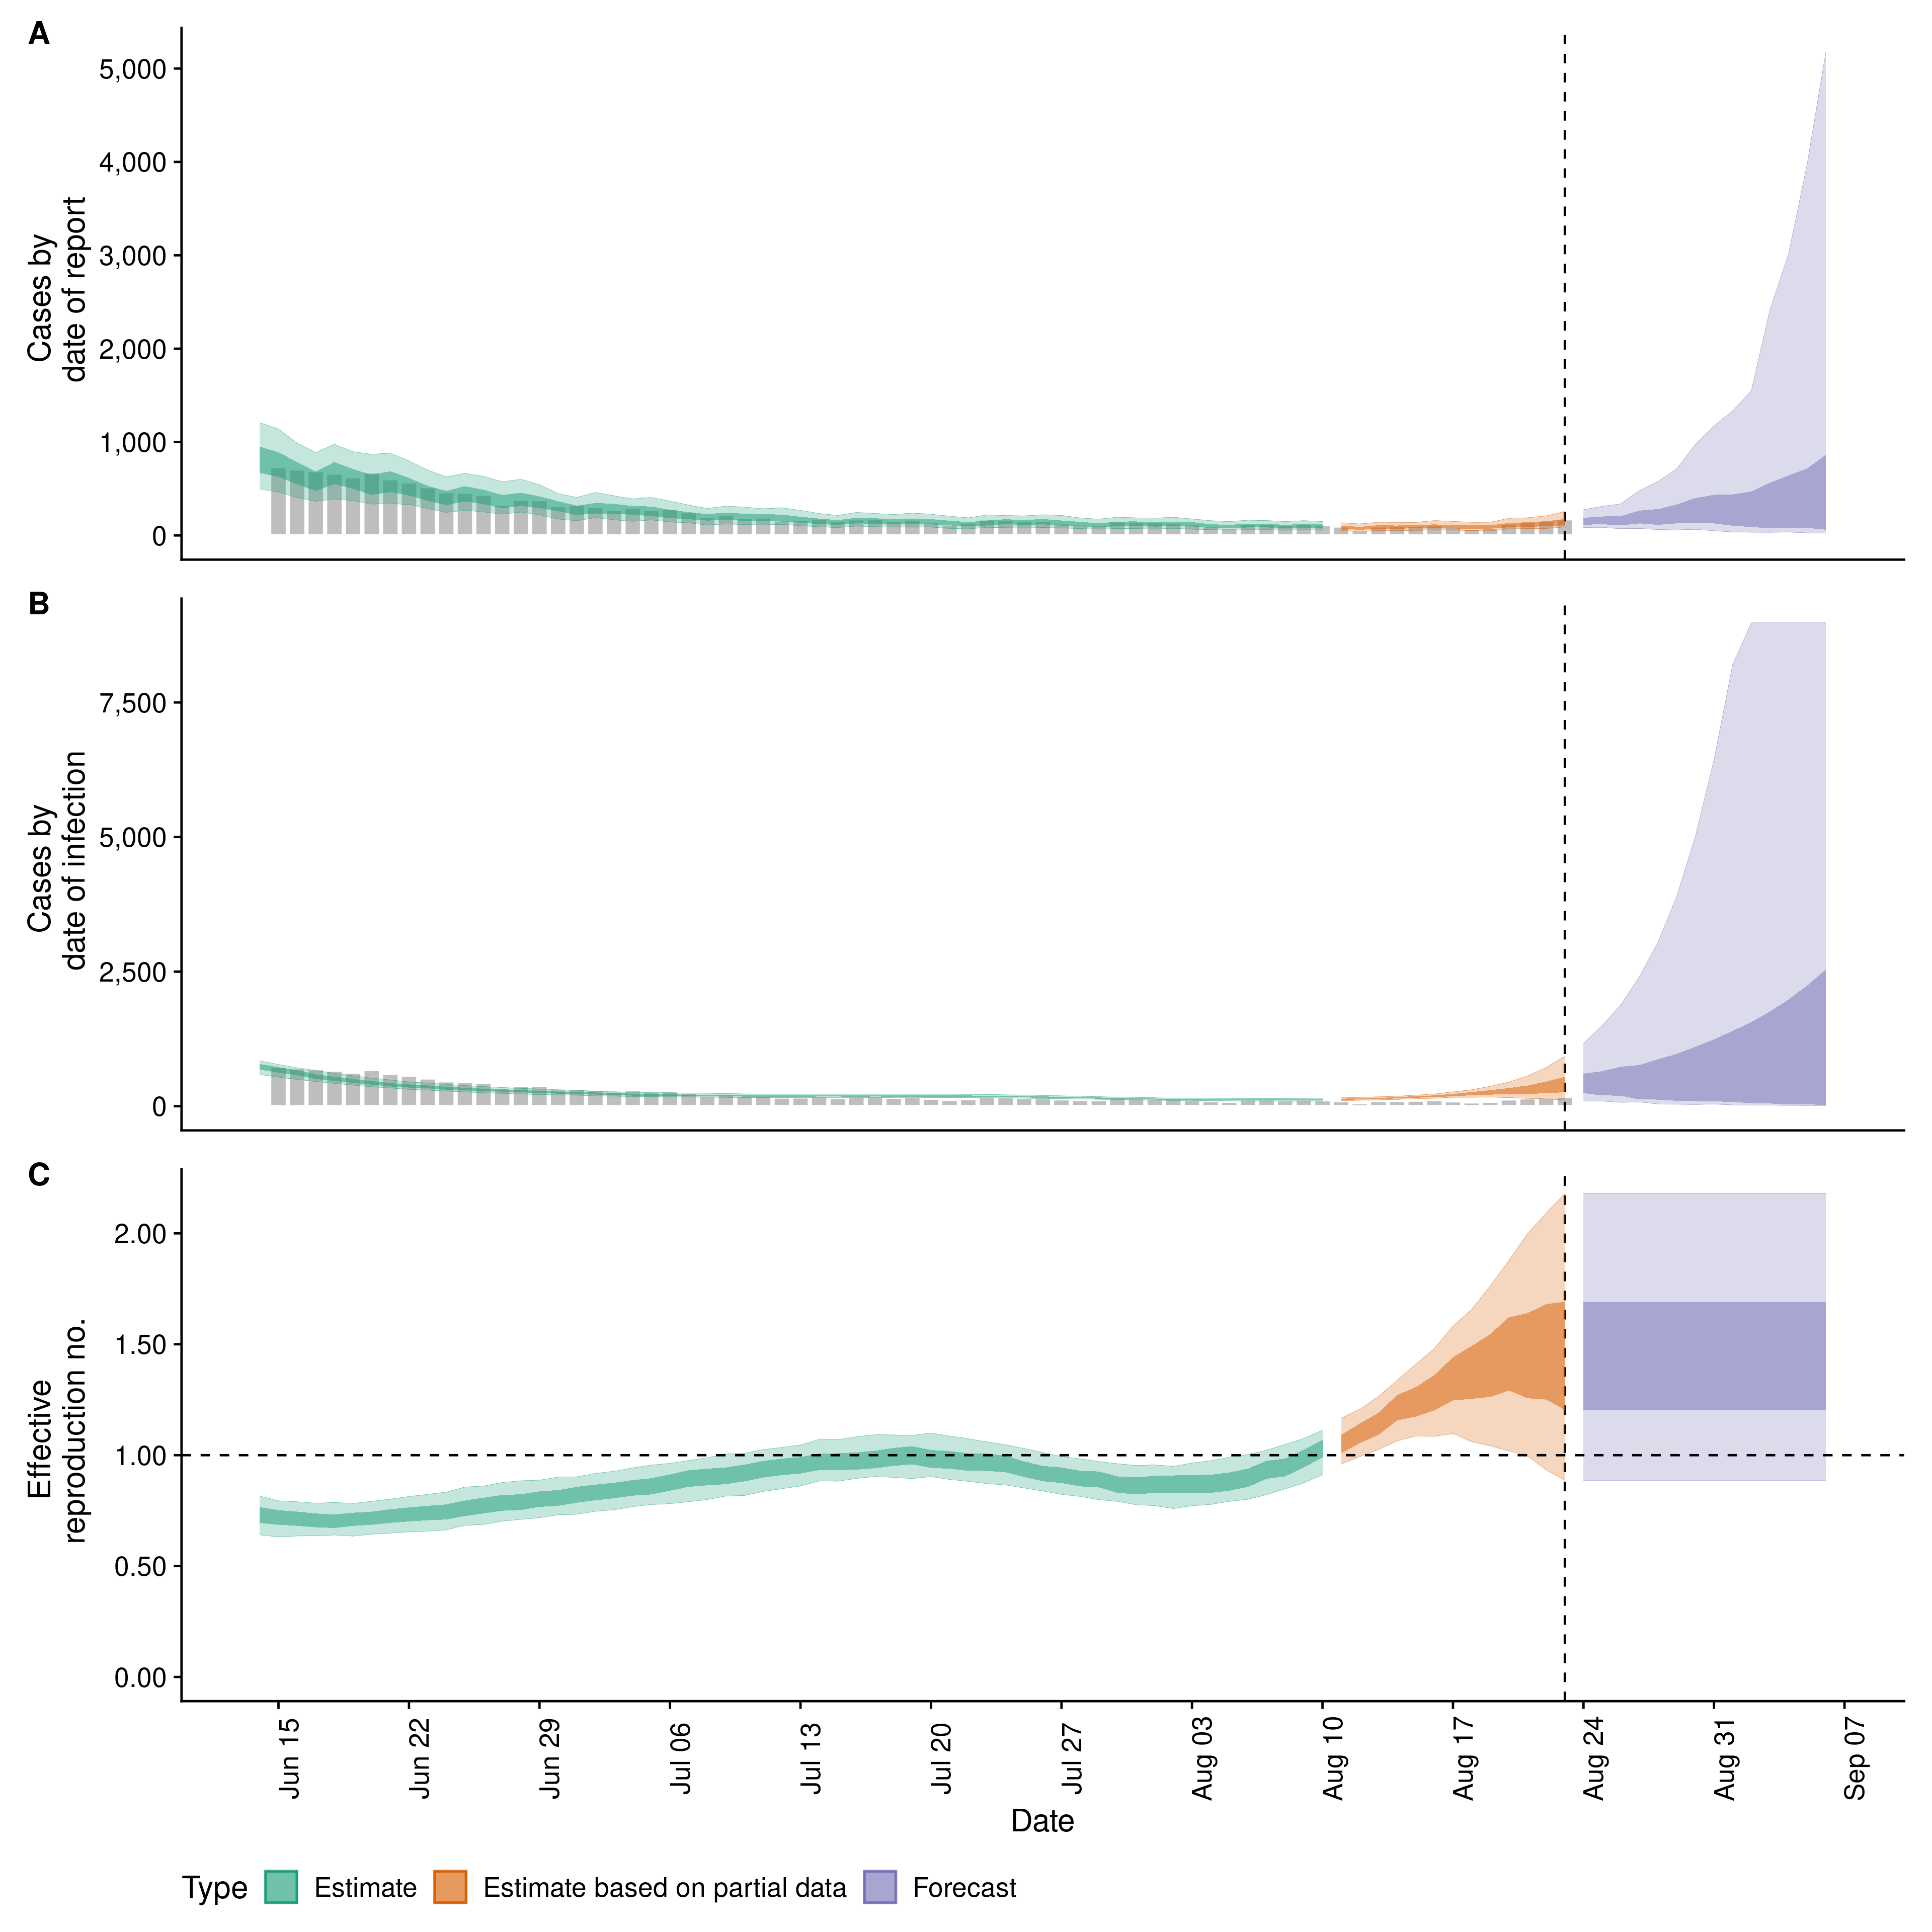 A
5,000
4,000
3,000
2,000
1,000
0
Cases by
date of report
B
7,500
5,000
2,500
0
Cases by
date of infection
C
2.00
1.50
1.00
0.50
0.00
Effective
reproduction no.
Jun 15
Jun 22
Jun 29
Jul 06
Jul 13
Jul 20
Jul 27
Aug 03
Aug 10
Aug 17
Aug 24
Aug 31
Sep 07
Date
Type Estimate Estimate based on partial data Forecast